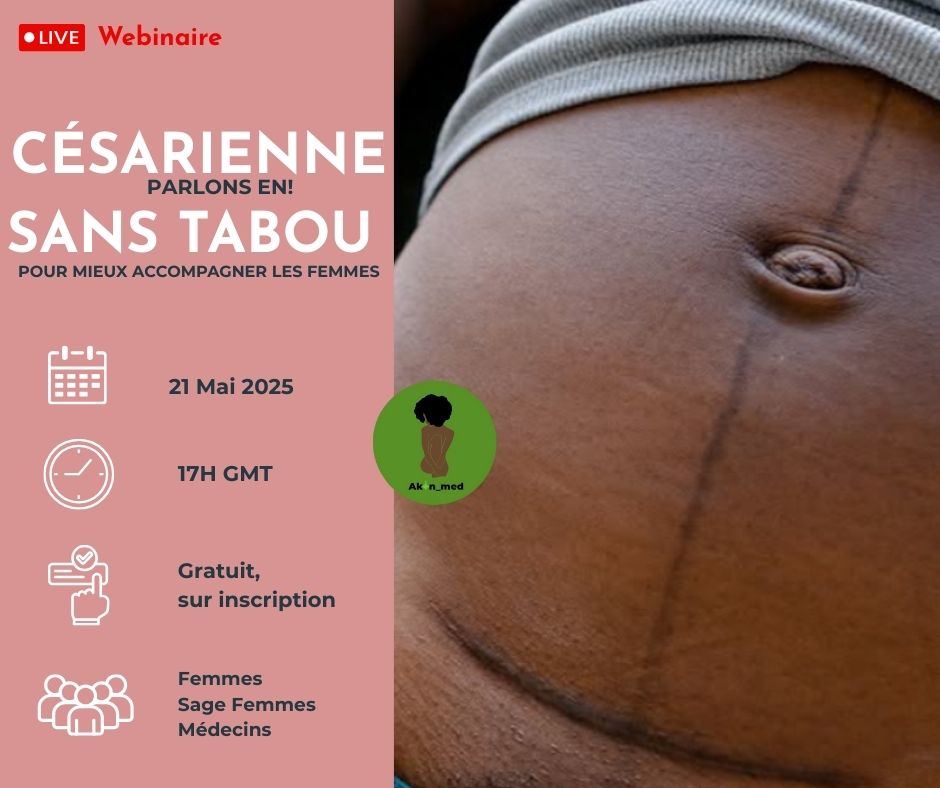 LIVE Webinaire
CÉSARIENNE
PARLONS EN!
SANS TABOU
POUR MIEUX ACCOMPAGNER LES FEMMES
21 Mai 2025
17H GMT
Gratuit,
sur inscription
Femmes
Sage Femmes
Médecins